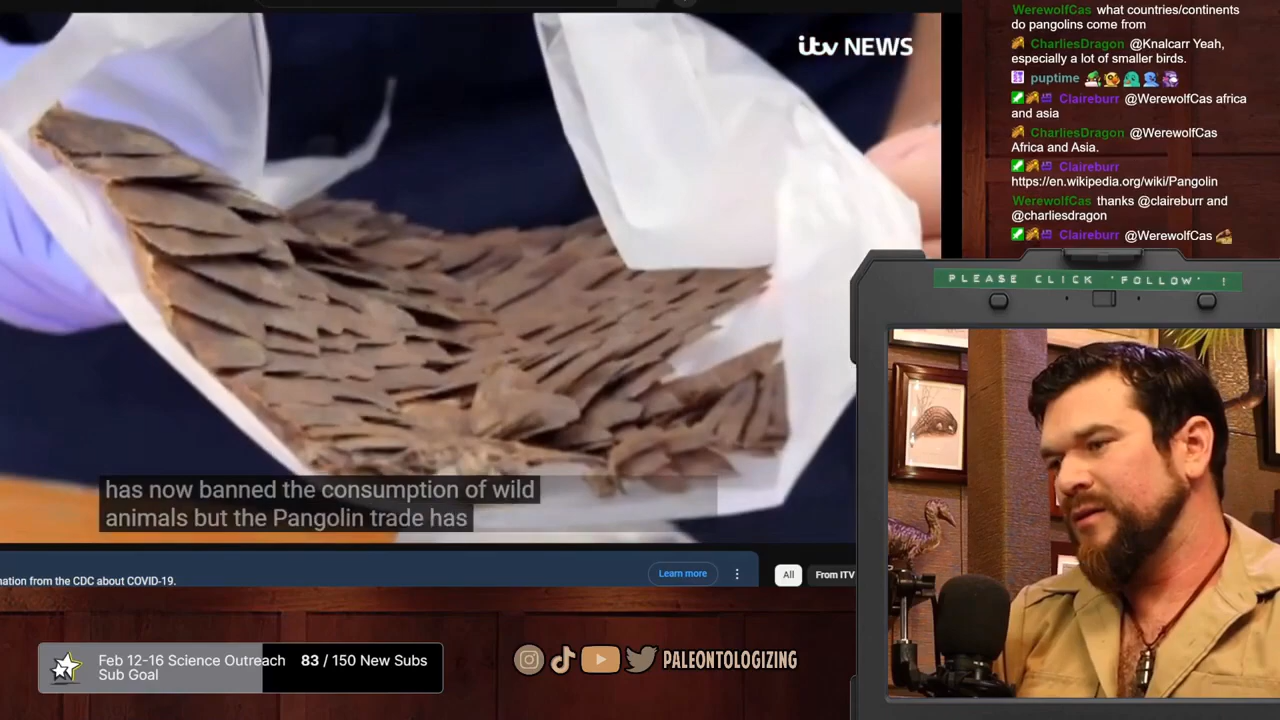 itv NEWS
has now banned the consumption of wild
animals but the Pangolin trade has
nation from the CDC about COVID-19.
Learn more
All
From ITV
WerewolfCas what countries/continents
do pangolins come from
CharliesDragon @Knalcarr Yeah,
especially a lot of smaller birds.
puptime
Claireburr @WerewolfCas africa
and asia
CharliesDragon @WerewolfCas
Africa and Asia.
Claireburr
https://en.wikipedia.org/wiki/Pangolin
WerewolfCas thanks @claireburr and
@charliesdragon
Claireburr @WerewolfCas
PLEASE CLICK 'FOLLOW' !
Feb 12-16 Science Outreach
Sub Goal
83 / 150 New Subs
PALEONTOLOGIZING